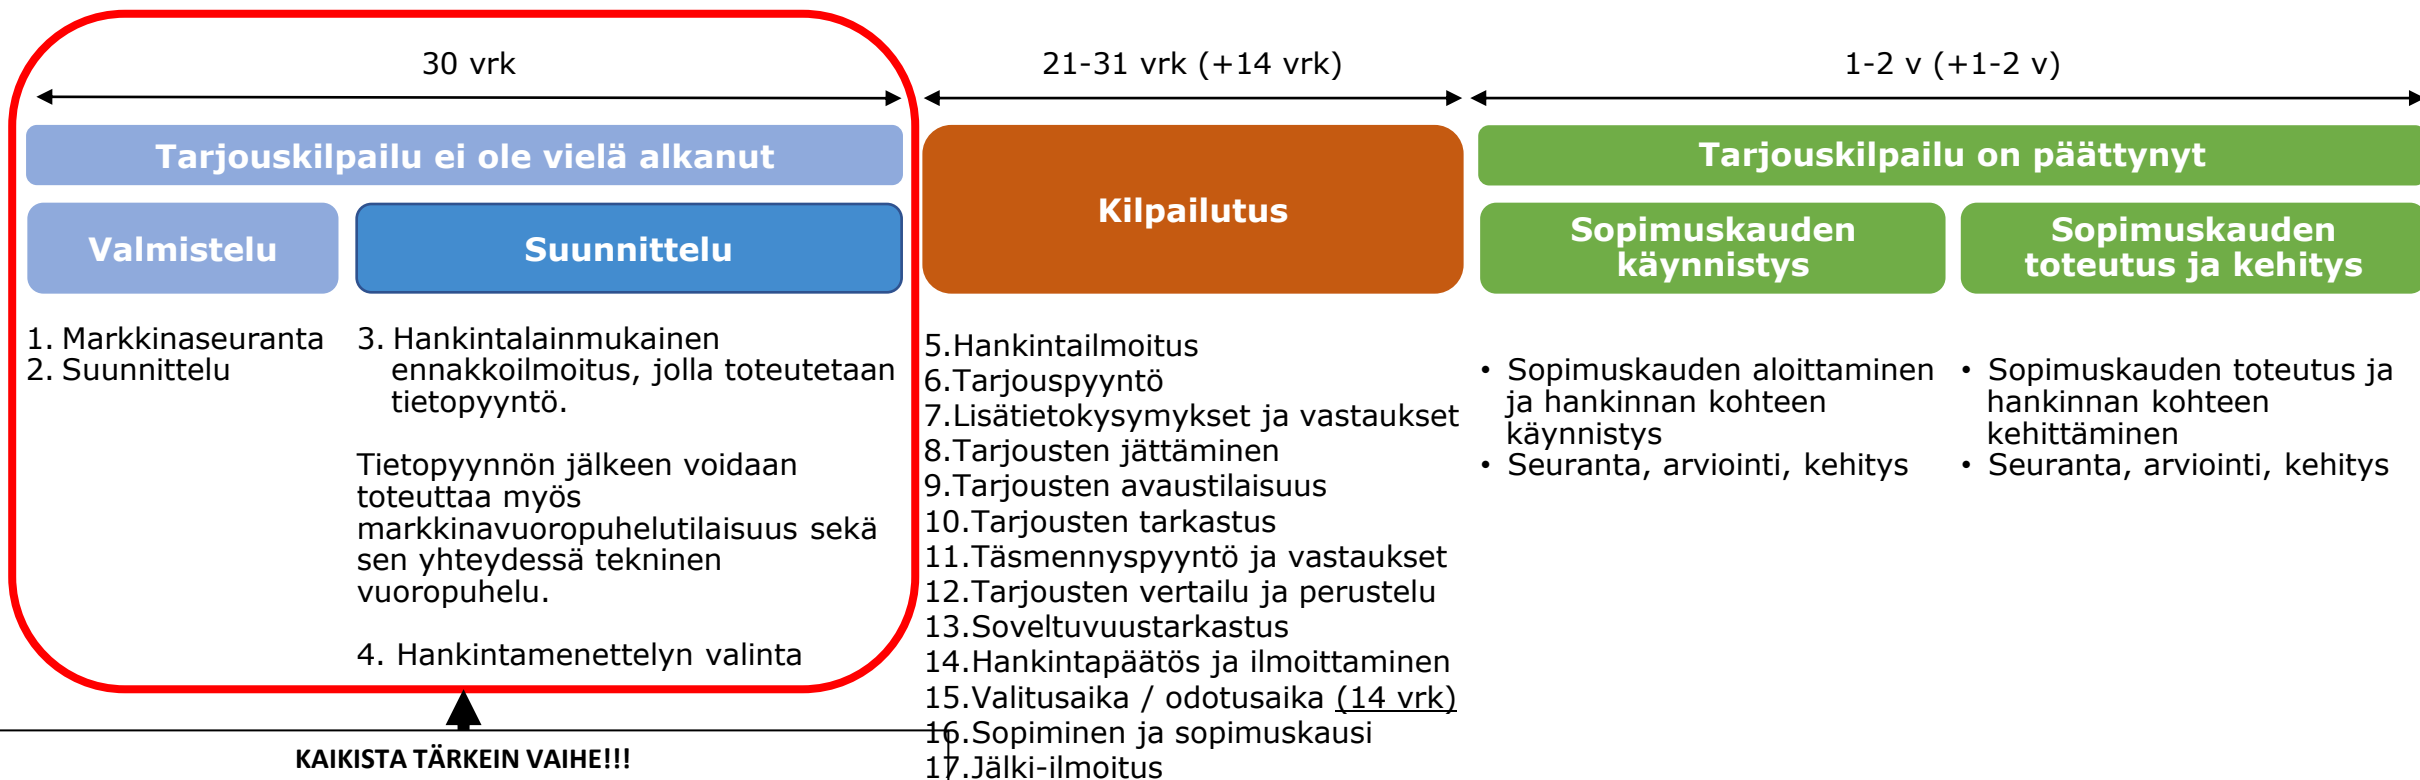 30 vrk
21-31 vrk (+14 vrk)
1-2 v (+1-2 v)
Tarjouskilpailu ei ole vielä alkanut
Valmistelu
Suunnittelu
Kilpailutus
Tarjouskilpailu on päättynyt
Sopimuskauden
käynnistys
Sopimuskauden
toteutus ja kehitys
1. Markkinaseuranta
2. Suunnittelu
3. Hankintalainmukainen
ennakkoilmoitus, jolla toteutetaan
tietopyyntö.
Tietopyynnön jälkeen voidaan
toteuttaa myös
markkinavuoropuhelutilaisuus sekä
sen yhteydessä tekninen
vuoropuhelu.
4. Hankintamenettelyn valinta
5.Hankintailmoitus
6.Tarjouspyyntö
7.Lisätietokysymykset ja vastaukset
8.Tarjousten jättäminen
9.Tarjousten avaustilaisuus
10.Tarjousten tarkastus
11.Täsmennyspyyntö ja vastaukset
12.Tarjousten vertailu ja perustelu
13.Soveltuvuustarkastus
14.Hankintapäätös ja ilmoittaminen
15.Valitusaika / odotusaika (14 vrk)
16.Sopiminen ja sopimuskausi
17.Jälki-ilmoitus
• Sopimuskauden aloittaminen
ja hankinnan kohteen
käynnistys
• Seuranta, arviointi, kehitys
• Sopimuskauden toteutus ja
hankinnan kohteen
kehittäminen
• Seuranta, arviointi, kehitys
KAIKISTA TÄRKEIN VAIHE!!!